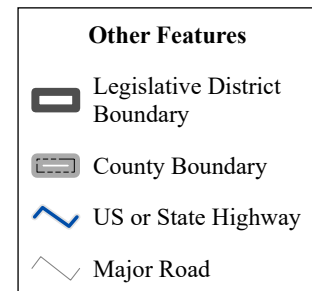 Other Features
Legislative District
Boundary
County Boundary
US or State Highway
Major Road